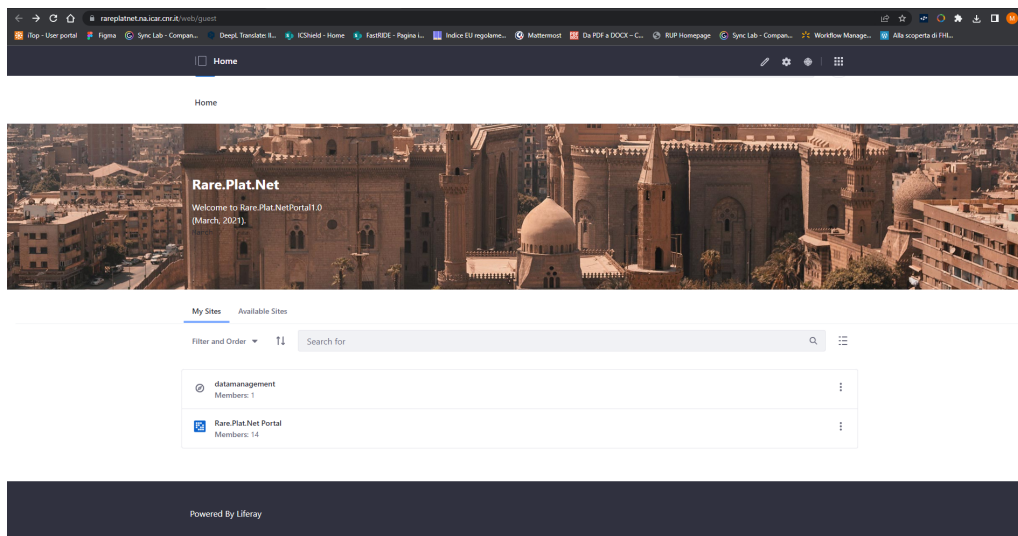 rareplatnet.na.icar.cnr.it/web/guest
iTop - User portal
Figma
Sync Lab - Compan...
DeepL Translate: Il...
ICShield - Home
FastRIDE - Pagina i...
Indice EU regolame...
Mattermost
Da PDF a DOCX – C...
RUP Homepage
Sync Lab - Compan...
Workflow Manage...
Alla scoperta di FHI...
Home
Home
Rare.Plat.Net
Welcome to Rare.Plat.NetPortal1.0
(March, 2021).
My Sites Available Sites
Filter and Order Search for
datamanagement
Members: 1
Rare.Plat.Net Portal
Members: 14
Powered By Liferay